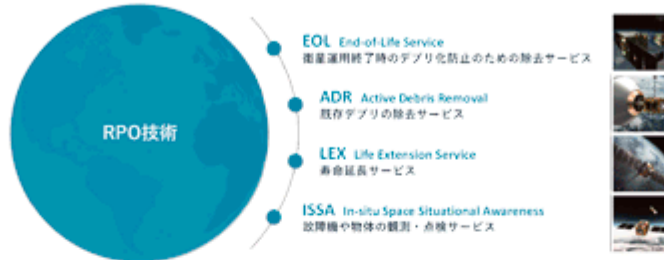 RPO技術
EOL End-of-Life Service
衛星運用終了時のデブリ化防止のための除去サービス
ADR Active Debris Removal
既存デブリの除去サービス
LEX Life Extension Service
寿命延長サービス
ISSA In-situ Space Situational Awareness
故障機や物体の観測・点検サービス